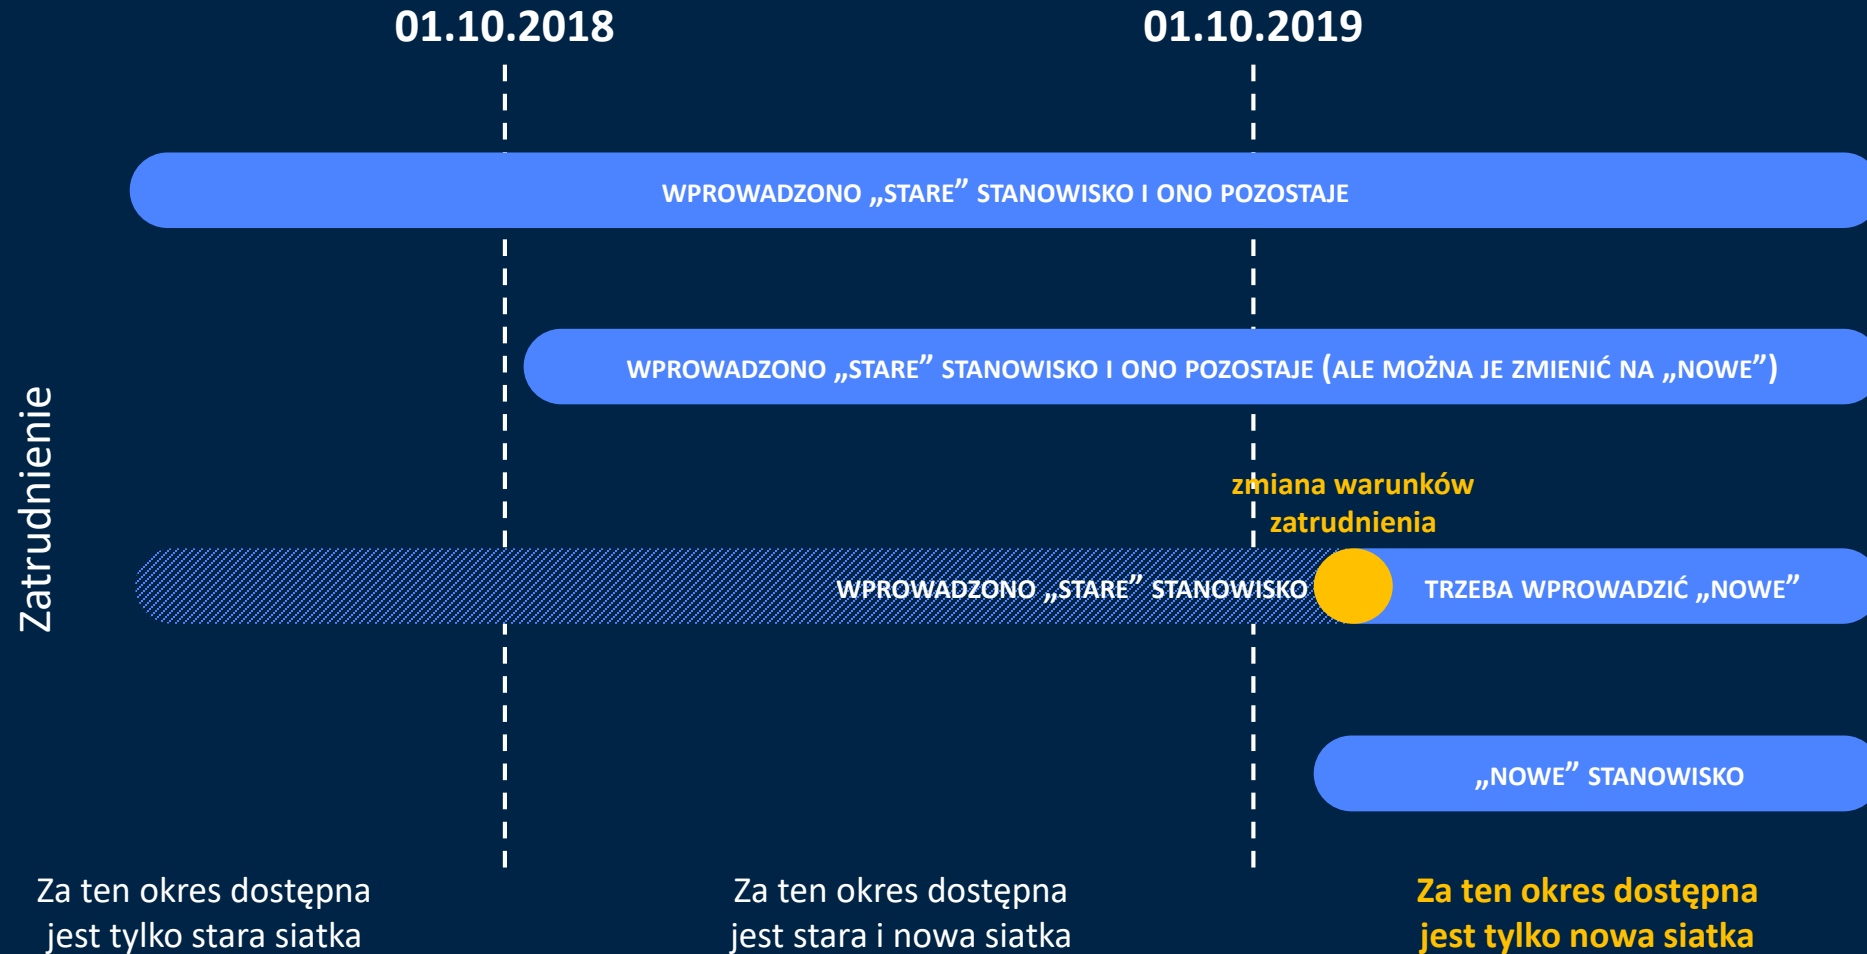 01.10.2018
01.10.2019
WPROWADZONO „STARE” STANOWISKO I ONO POZOSTAJE
WPROWADZONO „STARE” STANOWISKO I ONO POZOSTAJE (ALE MOŻNA JE ZMIENIĆ NA „NOWE”)
Zatrudnienie
zmiana warunków
zatrudnienia
WPROWADZONO „STARE” STANOWISKO
TRZEBA WPROWADZIĆ „NOWE”
„NOWE” STANOWISKO
Za ten okres dostępna
jest tylko stara siatka
Za ten okres dostępna
jest stara i nowa siatka
Za ten okres dostępna
jest tylko nowa siatka